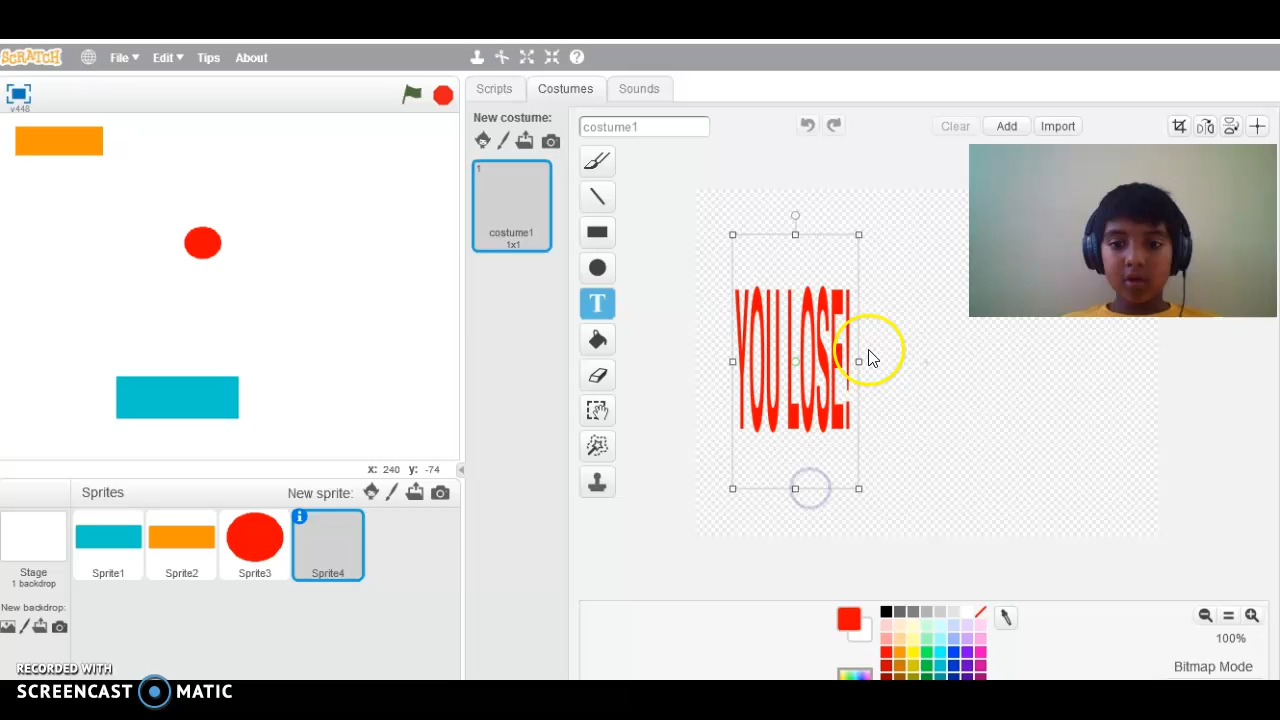 SCRATCH
File
Edit
Tips
About
v448
Scripts
Costumes
Sounds
New costume:
costume1
Clear
Add
Import
1
costume1
1x1
T
YOU LOSE!
x: 240 y: -74
Sprites
New sprite:
Stage
1 backdrop
New backdrop:
Sprite1
Sprite2
Sprite3
Sprite4
100%
Bitmap Mode
RECORDED WITH
SCREENCAST MATIC